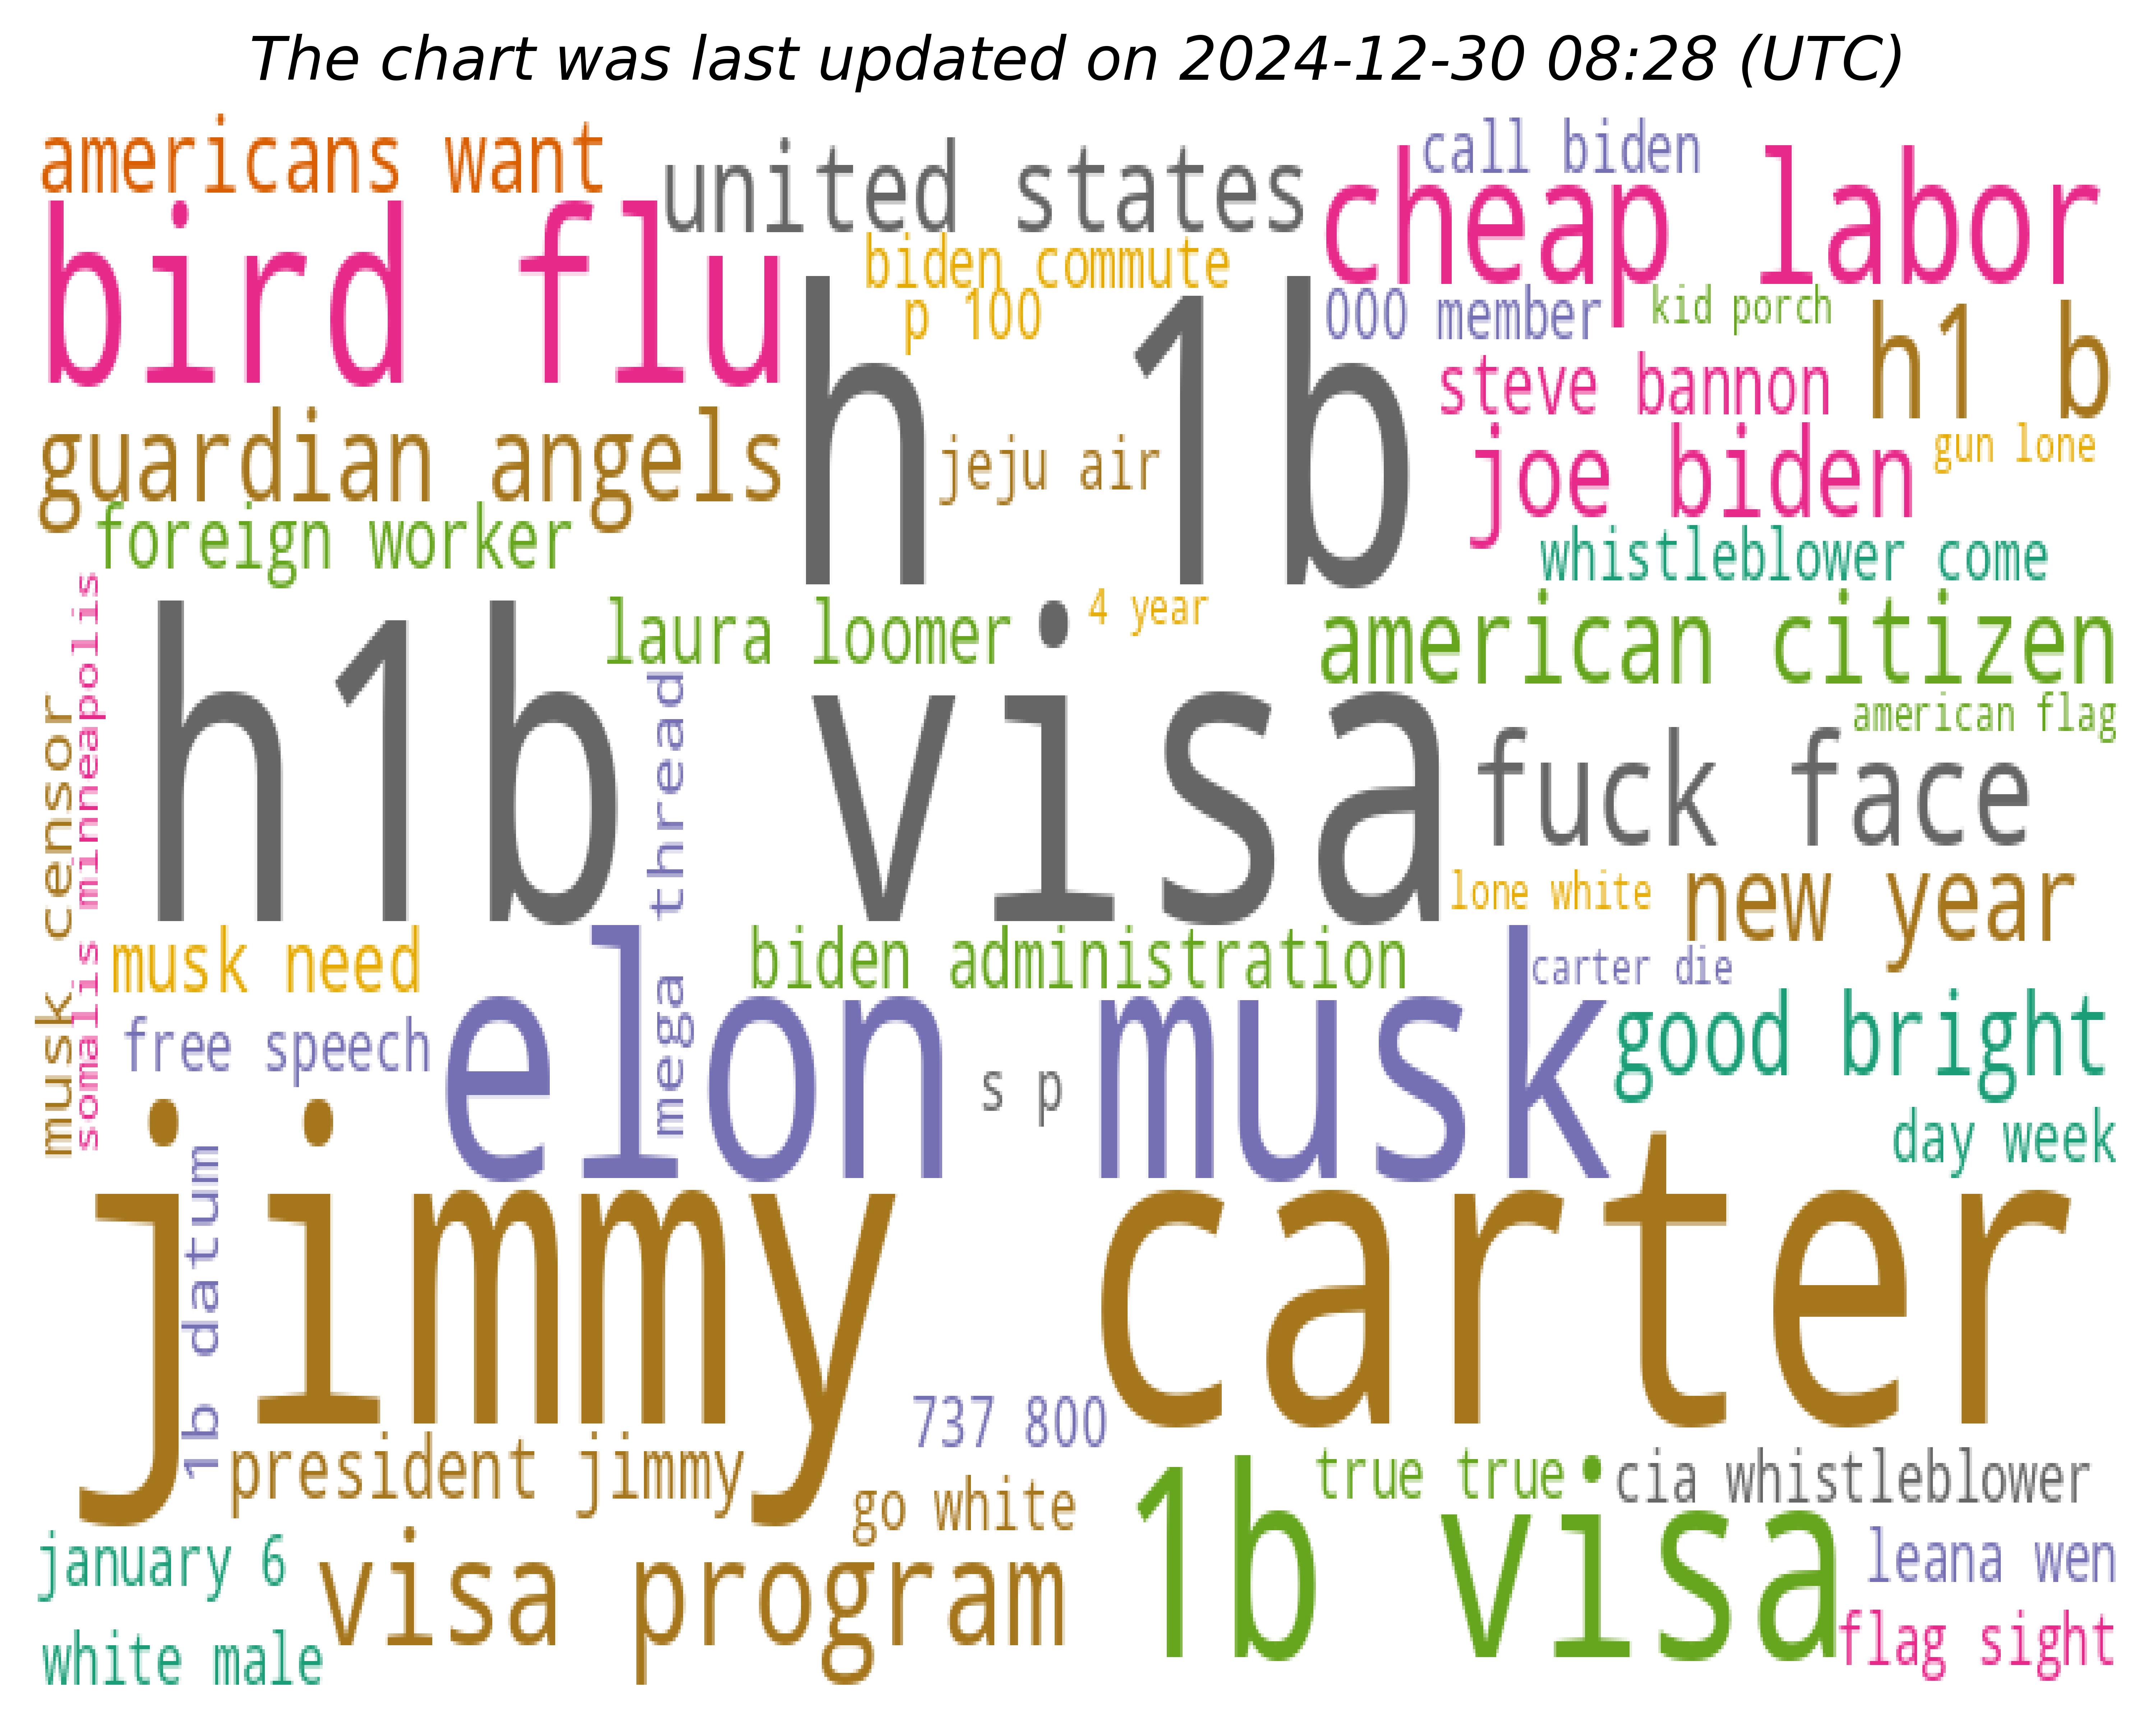 The chart was last updated on 2024-12-30 08:28 (UTC)
americans want
united states
call biden
cheap labor
bird flu
biden commute
p 100
h 1b
000 member
kid porch
h1 b
steve bannon
guardian angels
jeju air
joe biden
gun lone
foreign worker
whistleblower come
somalis minneapolis
laura loomer
4 year
american citizen
musk censor
h1b visa
mega thread
american flag
fuck face
lone white
new year
musk need
biden administration
carter die
free speech
elon musk
s p
good bright
day week
jimmy carter
1b datum
737 800
president jimmy
true true
cia whistleblower
go white
1b visa
january 6
visa program
leana wen
white male
flag sight